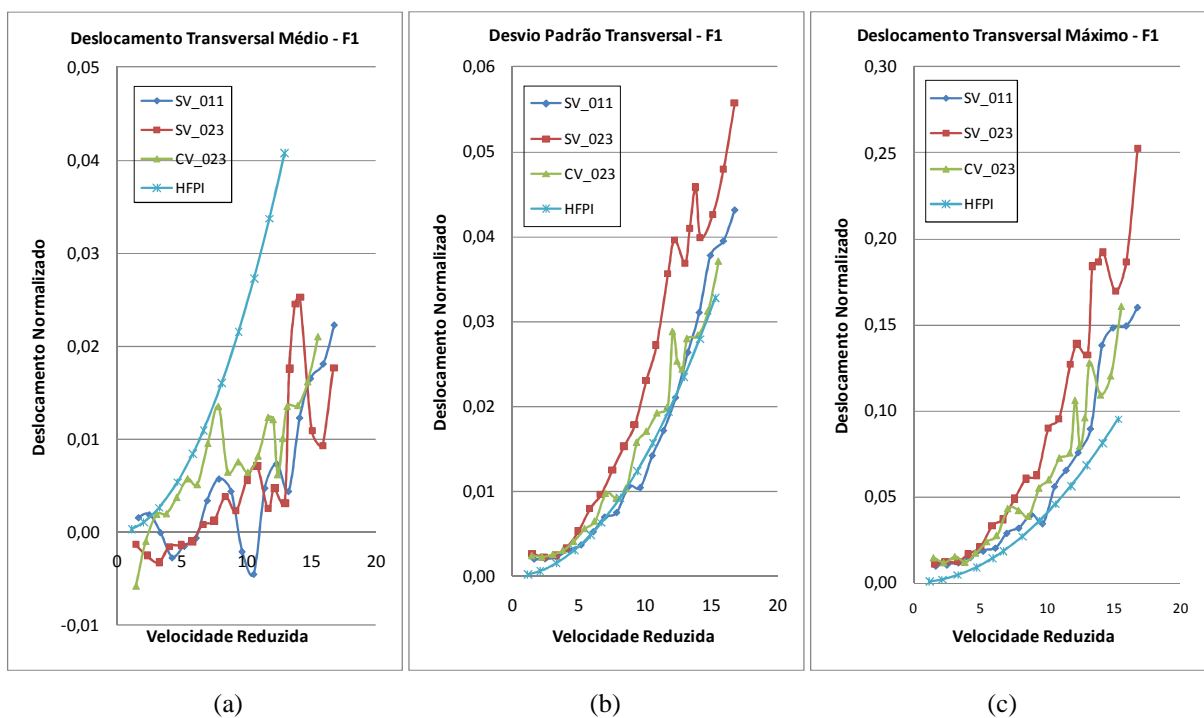 Deslocamento Transversal Médio - F1
0,05
0,04
0,03
0,02
0,01
0,00
-0,01
0
5
10
15
20
Deslocamento Normalizado
Velocidade Reduzida
SV_011
SV_023
CV_023
HFPI
(a)
Desvio Padrão Transversal - F1
0,06
0,05
0,04
0,03
0,02
0,01
0,00
0
5
10
15
20
Deslocamento Normalizado
Velocidade Reduzida
SV_011
SV_023
CV_023
HFPI
(b)
Deslocamento Transversal Máximo - F1
0,30
0,25
0,20
0,15
0,10
0,05
0,00
0
5
10
15
20
Deslocamento Normalizado
Velocidade Reduzida
SV_011
SV_023
CV_023
HFPI
(c)